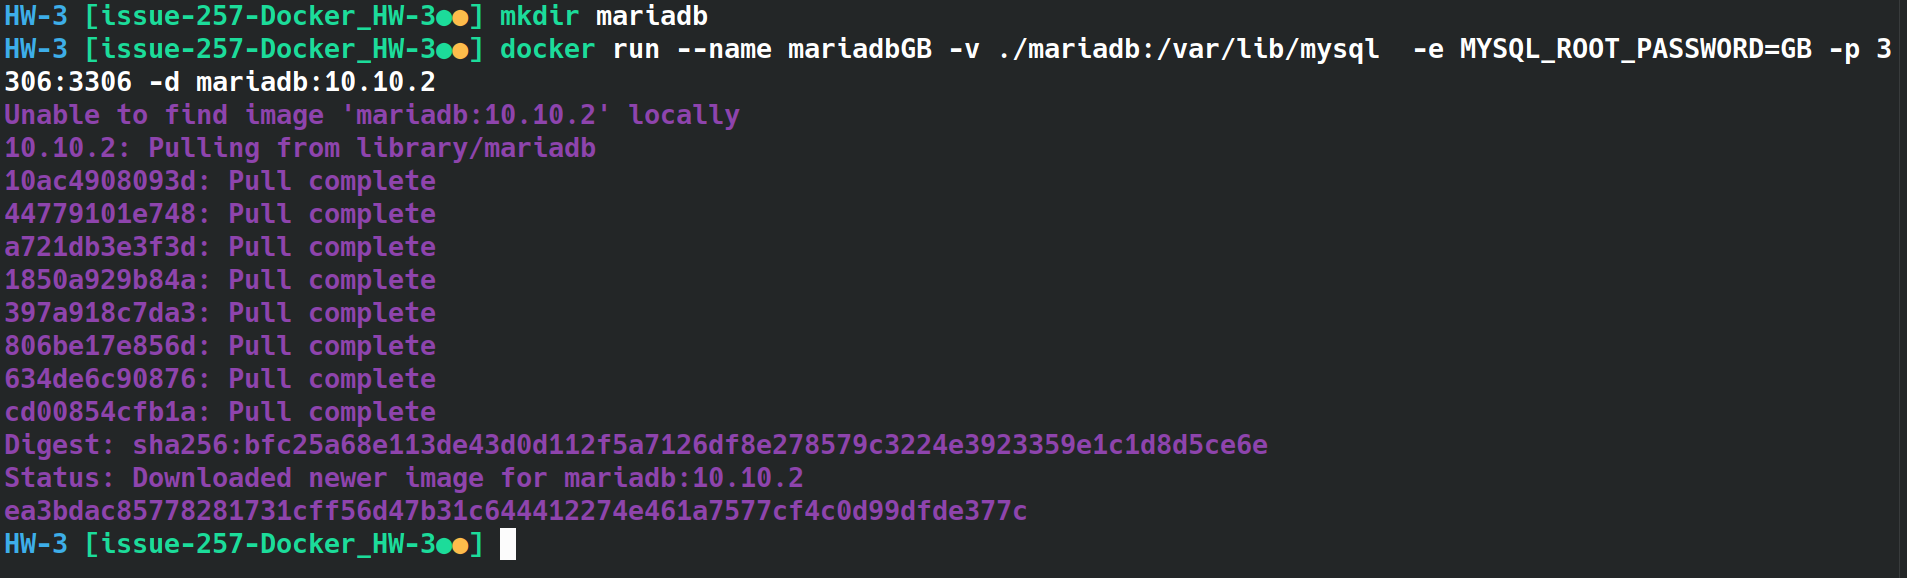 HW-3 [issue-257-Docker_HW-3●●] mkdir mariadb
HW-3 [issue-257-Docker_HW-3●●] docker run --name mariadbGB -v ./mariadb:/var/lib/mysql  -e MYSQL_ROOT_PASSWORD=GB -p 3
306:3306 -d mariadb:10.10.2
Unable to find image 'mariadb:10.10.2' locally
10.10.2: Pulling from library/mariadb
10ac4908093d: Pull complete
44779101e748: Pull complete
a721db3e3f3d: Pull complete
1850a929b84a: Pull complete
397a918c7da3: Pull complete
806be17e856d: Pull complete
634de6c90876: Pull complete
cd00854cfb1a: Pull complete
Digest: sha256:bfc25a68e113de43d0d112f5a7126df8e278579c3224e3923359e1c1d8d5ce6e
Status: Downloaded newer image for mariadb:10.10.2
ea3bdac85778281731cff56d47b31c644412274e461a7577cf4c0d99dfde377c
HW-3 [issue-257-Docker_HW-3●●]